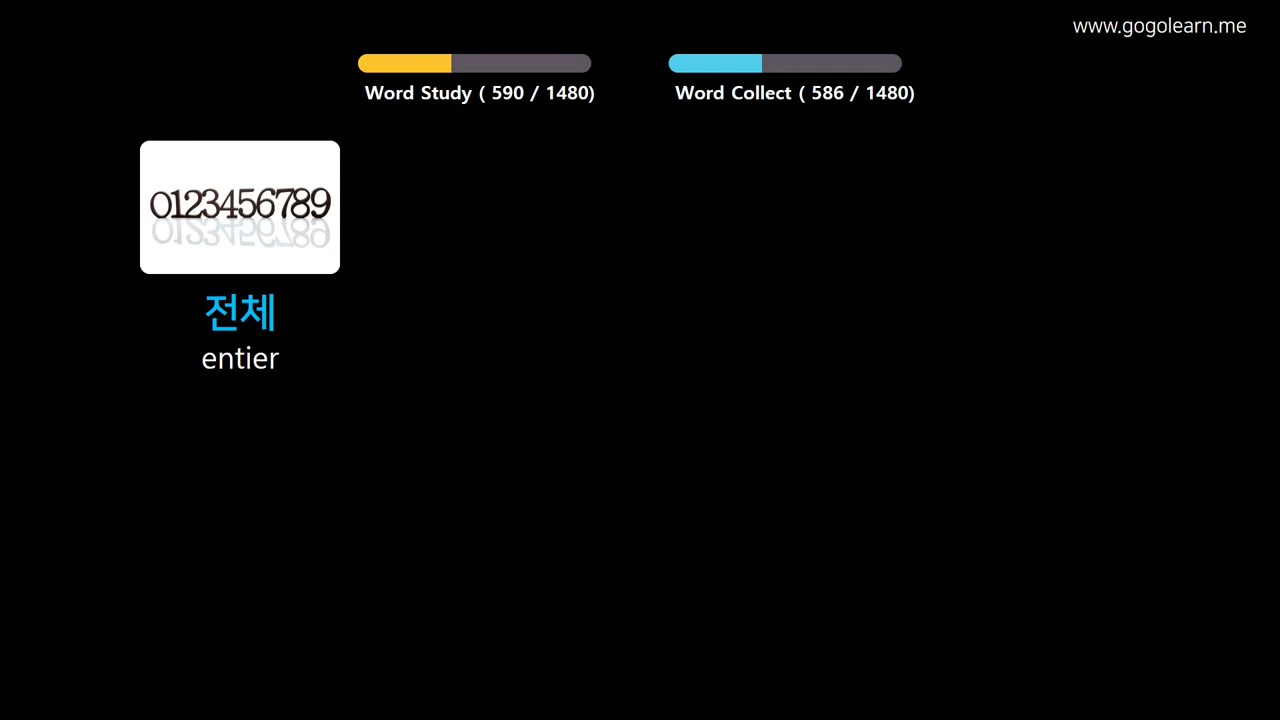 www.gogolearn.me
Word Study ( 590 / 1480)
Word Collect ( 586 / 1480)
0123456789
전체
entier